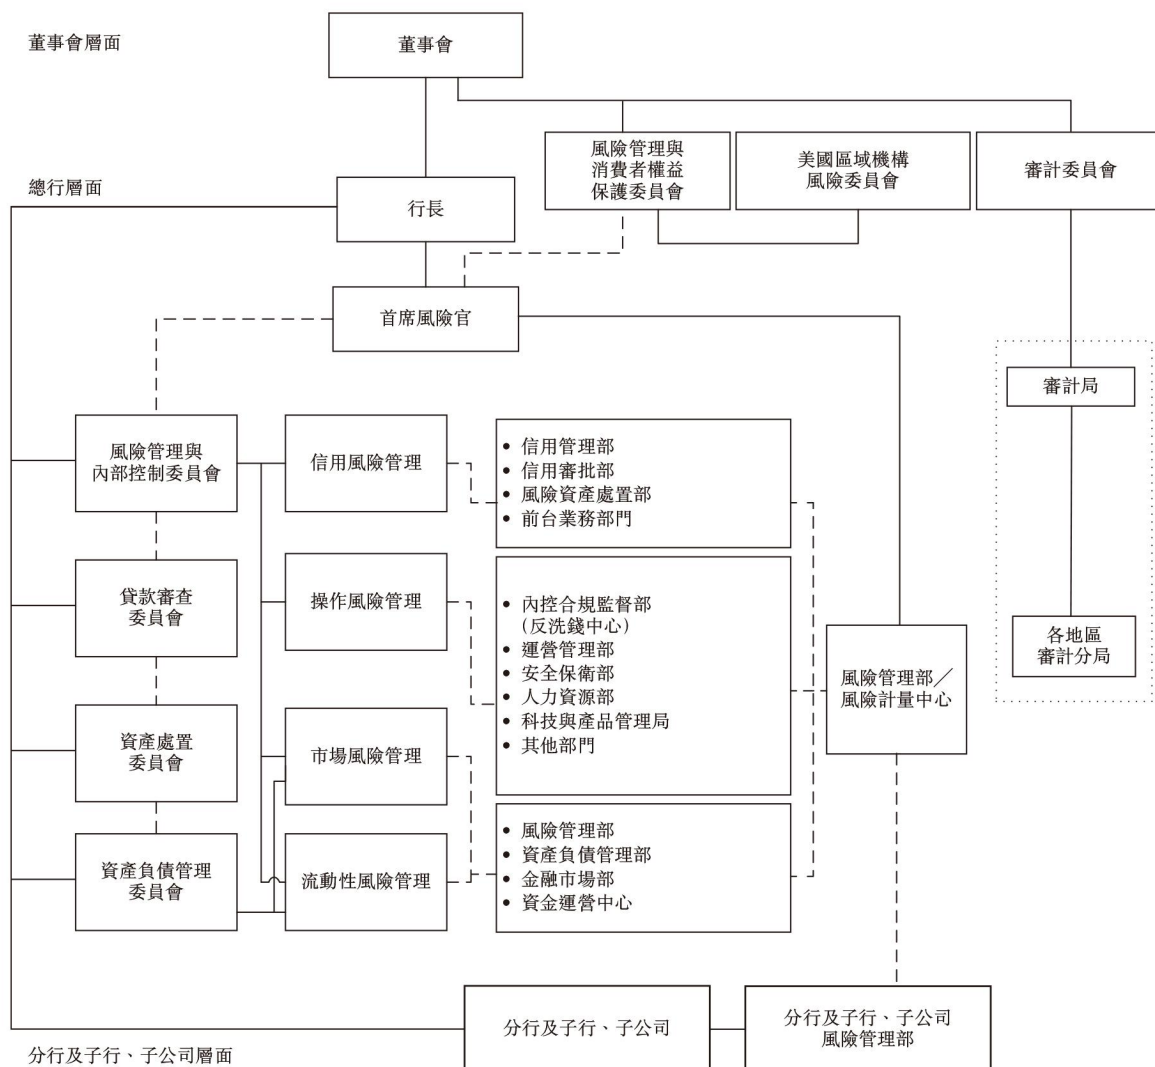 董事會層面
董事會
風險管理與
消費者權益
保護委員會
美國區域機構
風險委員會
審計委員會
總行層面
行長
首席風險官
審計局
各地區
審計分局
風險管理與
內部控制委員會
貸款審查
委員會
資產處置
委員會
資產負債管理
委員會
信用風險管理
操作風險管理
市場風險管理
流動性風險管理
• 信用管理部
• 信用審批部
• 風險資產處置部
• 前台業務部門
• 內控合規監督部
(反洗錢中心)
• 運營管理部
• 安全保衛部
• 人力資源部
• 科技與產品管理局
• 其他部門
• 風險管理部
• 資產負債管理部
• 金融市場部
• 資金運營中心
風險管理部／
風險計量中心
分行及子行、子公司
分行及子行、子公司
風險管理部
分行及子行、子公司層面